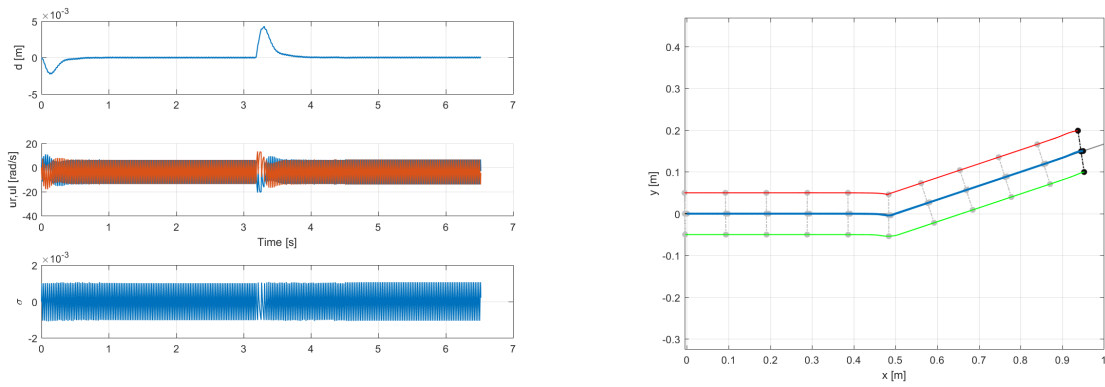 ×10⁻³
5
0
-5
d [m]
0 1 2 3 4 5 6 7
20
0
-20
-40
ur,ul [rad/s]
0 1 2 3 4 5 6 7
Time [s]
×10⁻³
2
0
-2
σ
0 1 2 3 4 5 6 7
0.4
0.3
0.2
0.1
0
-0.1
-0.2
-0.3
y [m]
0 0.1 0.2 0.3 0.4 0.5 0.6 0.7 0.8 0.9 1
x [m]